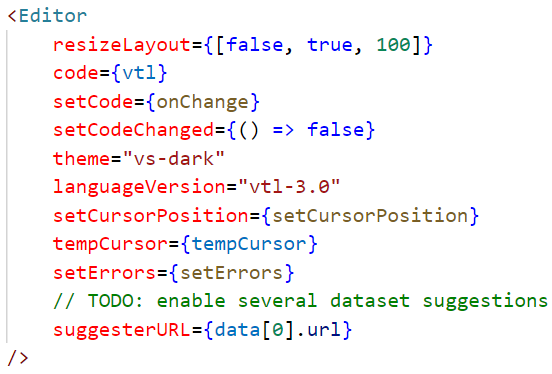 <Editor
resizeLayout={[false, true, 100]}
code={vtl}
setCode={onChange}
setCodeChanged={() => false}
theme="vs-dark"
languageVersion="vtl-3.0"
setCursorPosition={setCursorPosition}
tempCursor={tempCursor}
setErrors={setErrors}
// TODO: enable several dataset suggestions
suggesterURL={data[0].url}
/>